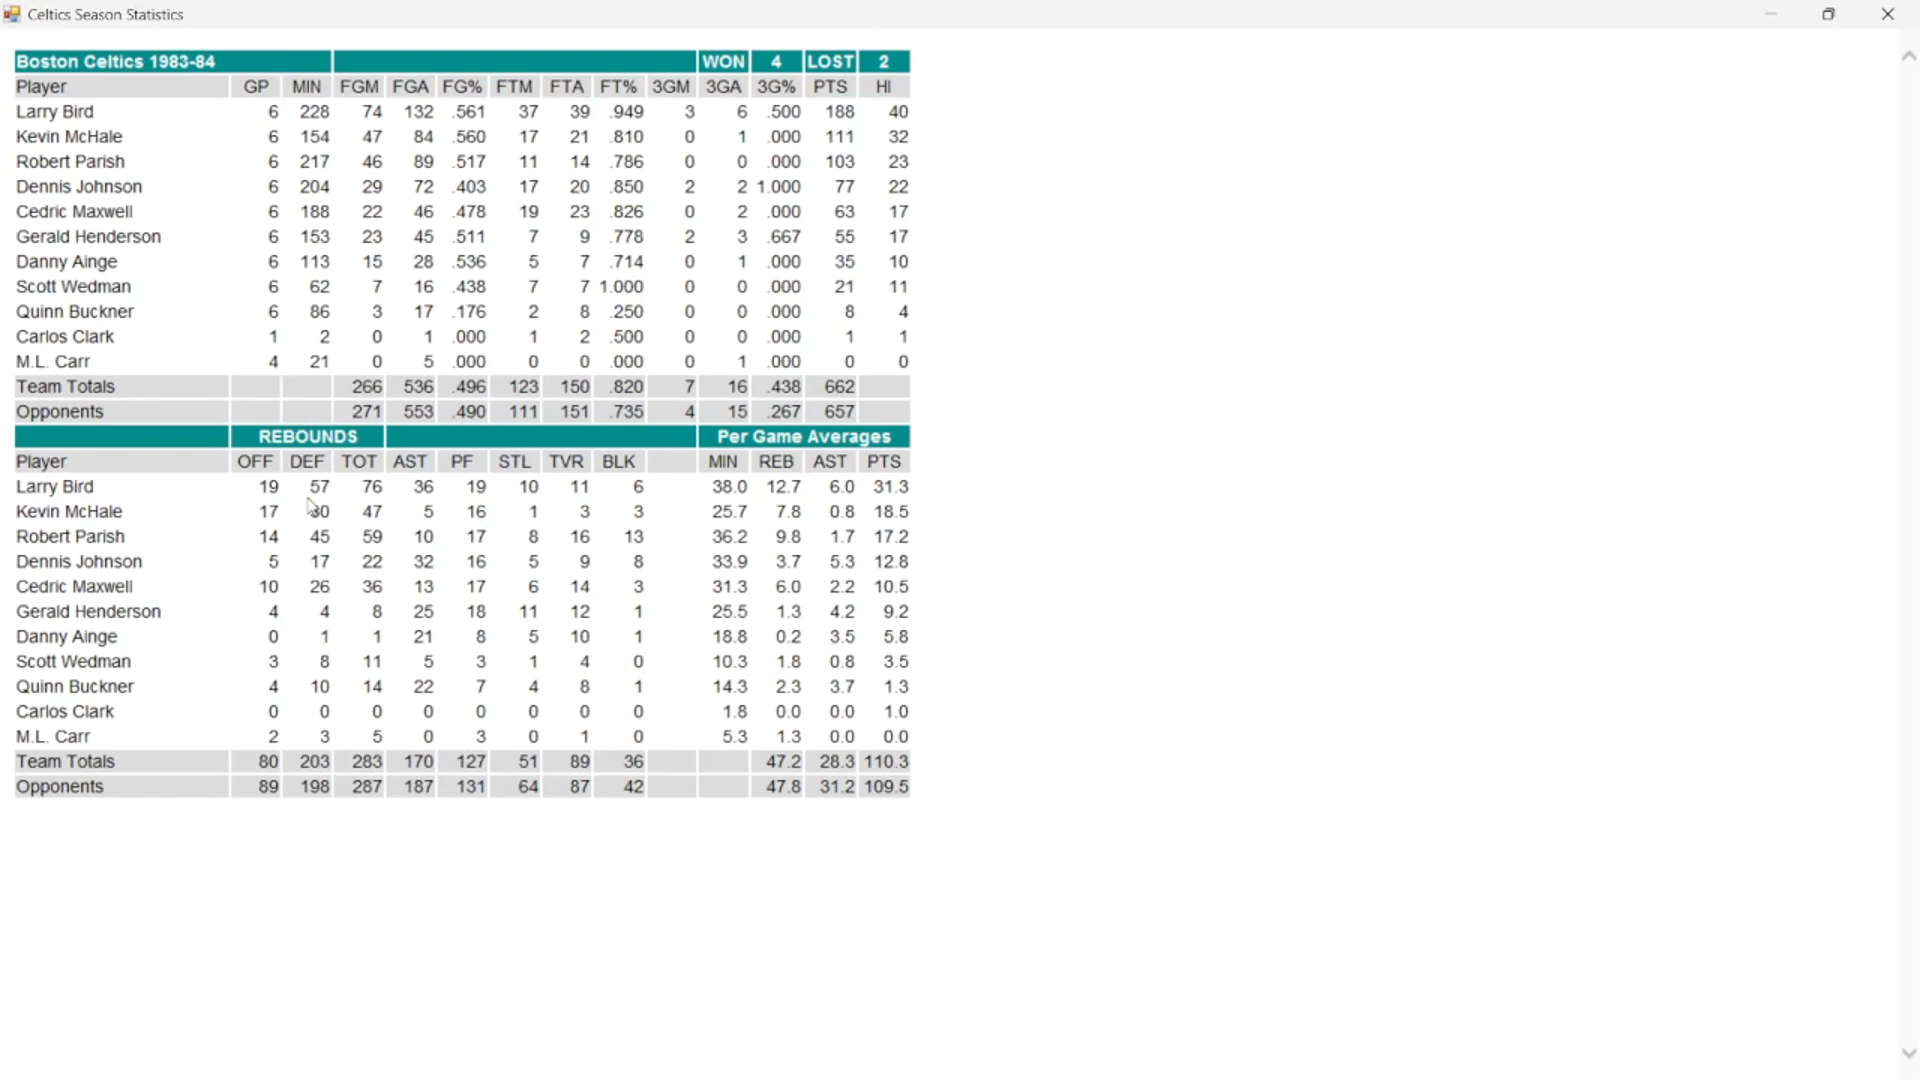 Celtics Season Statistics
Boston Celtics 1983-84 WON 4 LOST 2
Player GP MIN FGM FGA FG% FTM FTA FT% 3GM 3GA 3G% PTS HI
Larry Bird 6 228 74 132 .561 37 39 .949 3 6 .500 188 40
Kevin McHale 6 154 47 84 .560 17 21 .810 0 1 .000 111 32
Robert Parish 6 217 46 89 .517 11 14 .786 0 0 .000 103 23
Dennis Johnson 6 204 29 72 .403 17 20 .850 2 2 1.000 77 22
Cedric Maxwell 6 188 22 46 .478 19 23 .826 0 2 .000 63 17
Gerald Henderson 6 153 23 45 .511 7 9 .778 2 3 .667 55 17
Danny Ainge 6 113 15 28 .536 5 7 .714 0 1 .000 35 10
Scott Wedman 6 62 7 16 .438 7 7 1.000 0 0 .000 21 11
Quinn Buckner 6 86 3 17 .176 2 8 .250 0 0 .000 8 4
Carlos Clark 1 2 0 1 .000 1 2 .500 0 0 .000 1 1
M.L. Carr 4 21 0 5 .000 0 0 .000 0 1 .000 0 0
Team Totals 266 536 .496 123 150 .820 7 16 .438 662
Opponents 271 553 .490 111 151 .735 4 15 .267 657
REBOUNDS Per Game Averages
Player OFF DEF TOT AST PF STL TVR BLK MIN REB AST PTS
Larry Bird 19 57 76 36 19 10 11 6 38.0 12.7 6.0 31.3
Kevin McHale 17 30 47 5 16 1 3 3 25.7 7.8 0.8 18.5
Robert Parish 14 45 59 10 17 8 16 13 36.2 9.8 1.7 17.2
Dennis Johnson 5 17 22 32 16 5 9 8 33.9 3.7 5.3 12.8
Cedric Maxwell 10 26 36 13 17 6 14 3 31.3 6.0 2.2 10.5
Gerald Henderson 4 4 8 25 18 11 12 1 25.5 1.3 4.2 9.2
Danny Ainge 0 1 1 21 8 5 10 1 18.8 0.2 3.5 5.8
Scott Wedman 3 8 11 5 3 1 4 0 10.3 1.8 0.8 3.5
Quinn Buckner 4 10 14 22 7 4 8 1 14.3 2.3 3.7 1.3
Carlos Clark 0 0 0 0 0 0 0 0 1.8 0.0 0.0 1.0
M.L. Carr 2 3 5 0 3 0 1 0 5.3 1.3 0.0 0.0
Team Totals 80 203 283 170 127 51 89 36 47.2 28.3 110.3
Opponents 89 198 287 187 131 64 87 42 47.8 31.2 109.5